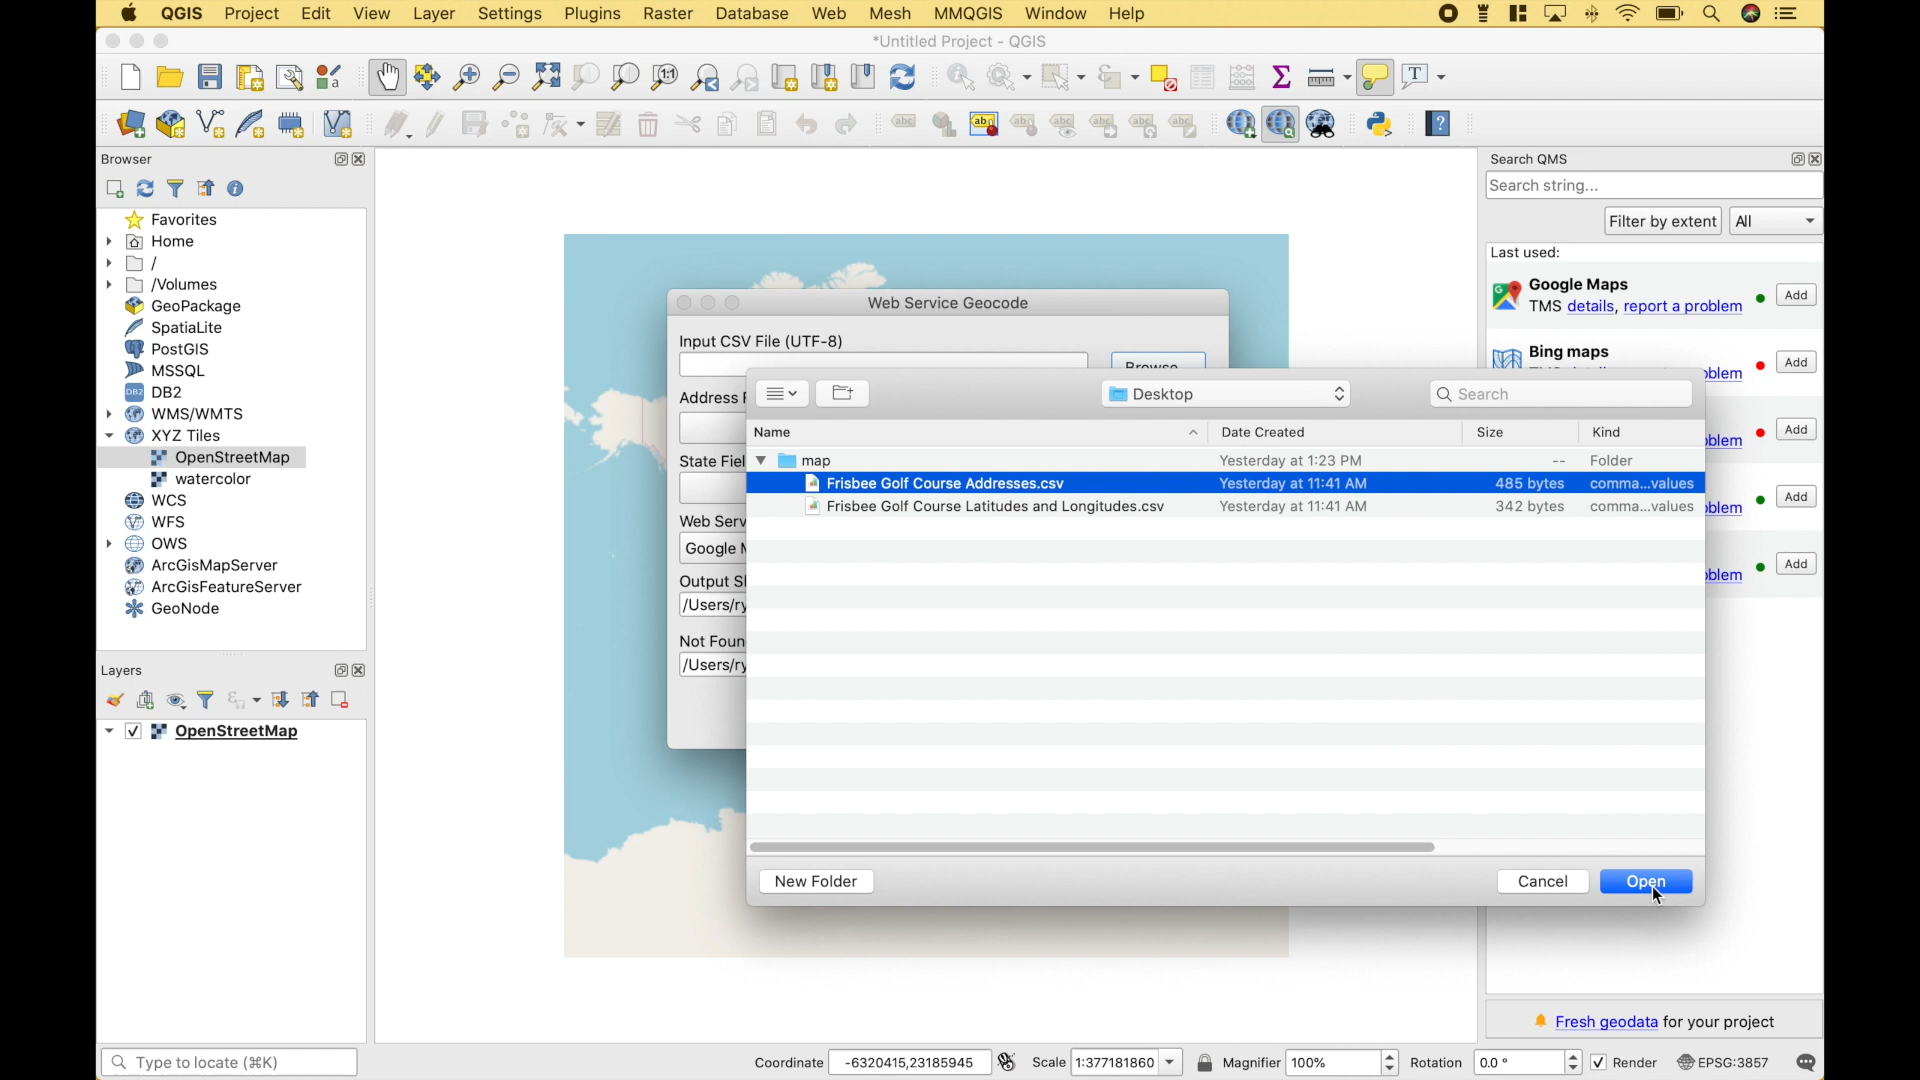 QGIS Project Edit View Layer Settings Plugins Raster Database Web Mesh MMQGIS Window Help
*Untitled Project - QGIS
Browser
Favorites
Home
/
/Volumes
GeoPackage
SpatiaLite
PostGIS
MSSQL
DB2
WMS/WMTS
XYZ Tiles
OpenStreetMap
watercolor
WCS
WFS
OWS
ArcGisMapServer
ArcGisFeatureServer
GeoNode
Layers
OpenStreetMap
Web Service Geocode
Input CSV File (UTF-8)
Browse...
Address F
State Fiel
Web Serv
Google M
Output Sh
/Users/ry
Not Foun
/Users/ry
Desktop
Search
Name Date Created Size Kind
map Yesterday at 1:23 PM -- Folder
Frisbee Golf Course Addresses.csv Yesterday at 11:41 AM 485 bytes comma...values
Frisbee Golf Course Latitudes and Longitudes.csv Yesterday at 11:41 AM 342 bytes comma...values
New Folder Cancel Open
Search QMS
Search string...
Filter by extent All
Last used:
Google Maps
TMS details, report a problem Add
Bing maps
blem Add
blem Add
blem Add
blem Add
Fresh geodata for your project
Type to locate (⌘K) Coordinate -6320415,23185945 Scale 1:377181860 Magnifier 100% Rotation 0.0 ° Render EPSG:3857